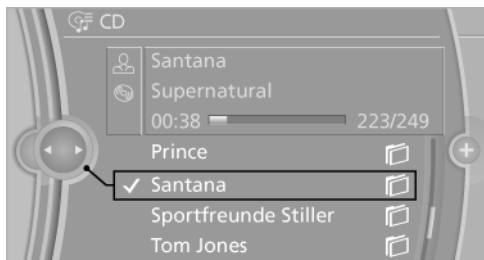 CD
Santana
Supernatural
00:38 223/249
Prince
Santana
Sportfreunde Stiller
Tom Jones